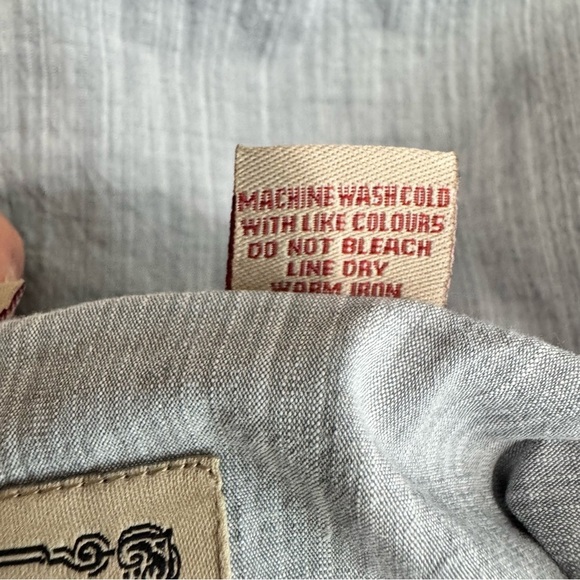 MACHINE WASH COLD
WITH LIKE COLOURS
DO NOT BLEACH
LINE DRY
WARM IRON